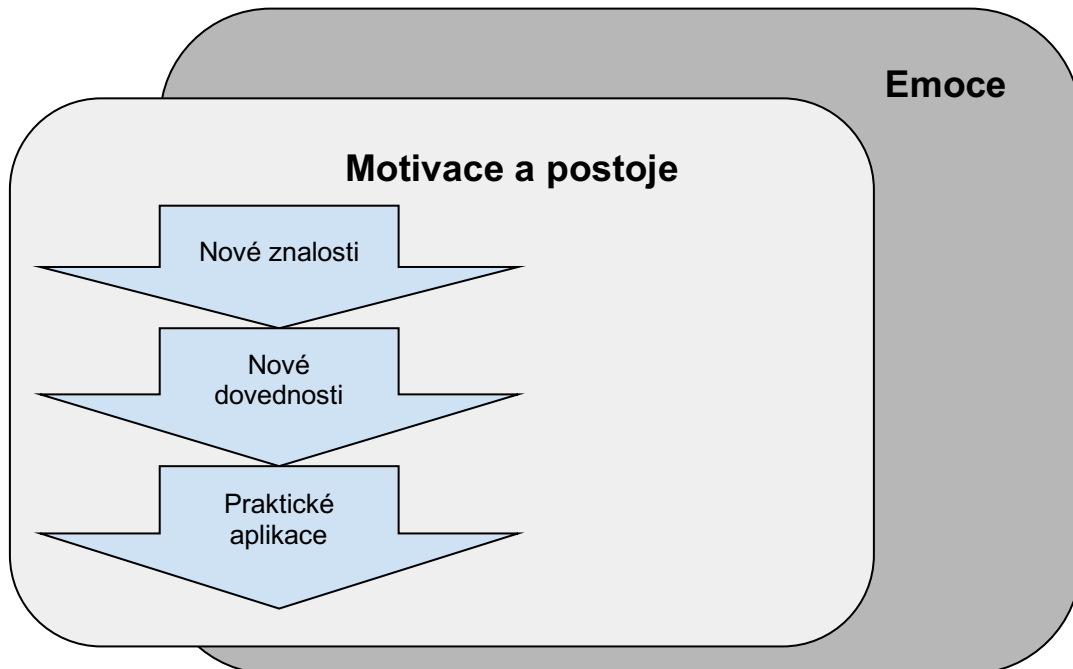 Emoce
Motivace a postoje
Nové znalosti
Nové
dovednosti
Praktické
aplikace